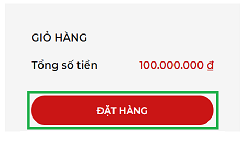 GIỎ HÀNG
Tổng số tiền 100.000.000 ₫
ĐẶT HÀNG